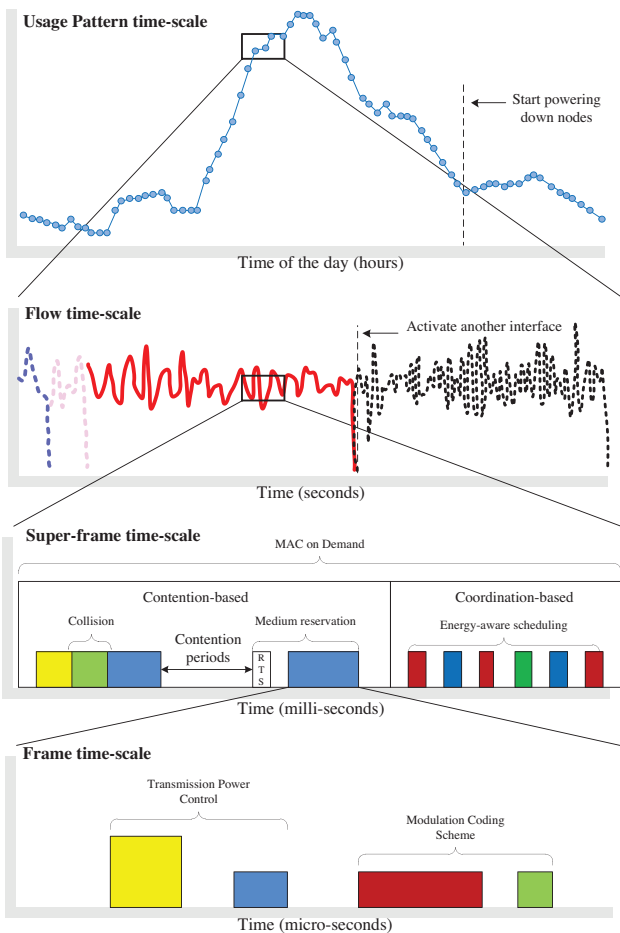 Usage Pattern time-scale
Start powering
down nodes
Time of the day (hours)
Flow time-scale
Activate another interface
Time (seconds)
Super-frame time-scale
MAC on Demand
Contention-based
Coordination-based
Collision
Medium reservation
Energy-aware scheduling
Contention
periods
R
T
S
Time (milli-seconds)
Frame time-scale
Transmission Power
Control
Modulation Coding
Scheme
Time (micro-seconds)